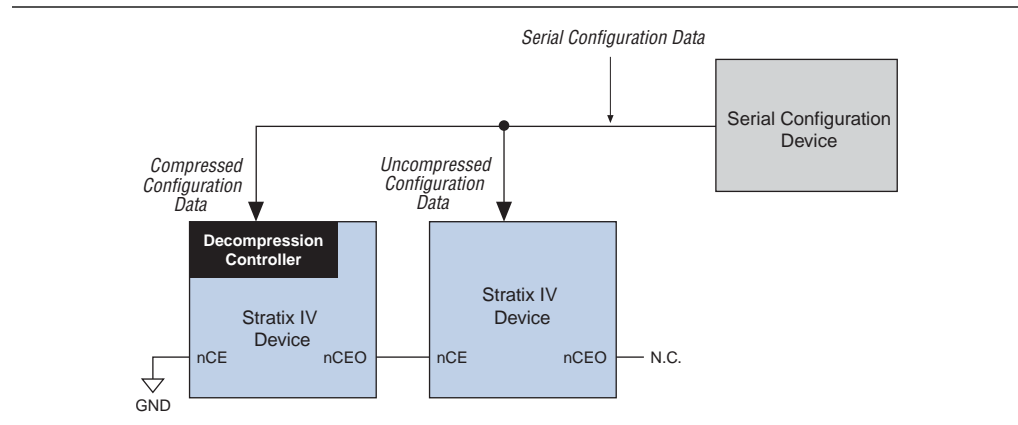 Serial Configuration Data
Serial Configuration
Device
Compressed
Configuration
Data
Uncompressed
Configuration
Data
Decompression
Controller
Stratix IV
Device
nCE
nCEO
GND
Stratix IV
Device
nCE
nCEO
N.C.